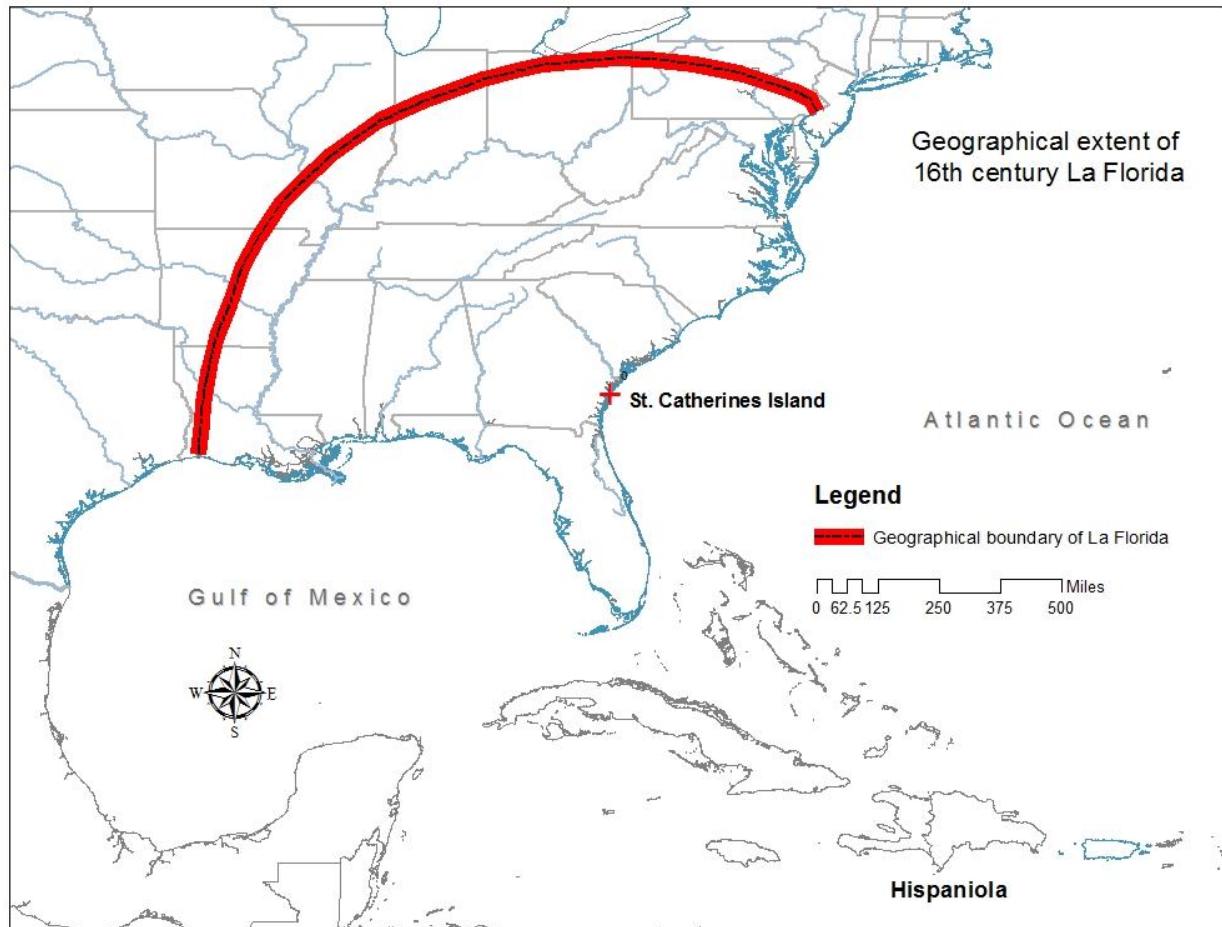 Geographical extent of
16th century La Florida
St. Catherines Island
Atlantic Ocean
Legend
Geographical boundary of La Florida
Miles
0 62.5 125 250 375 500
Gulf of Mexico
N
W E
S
Hispaniola